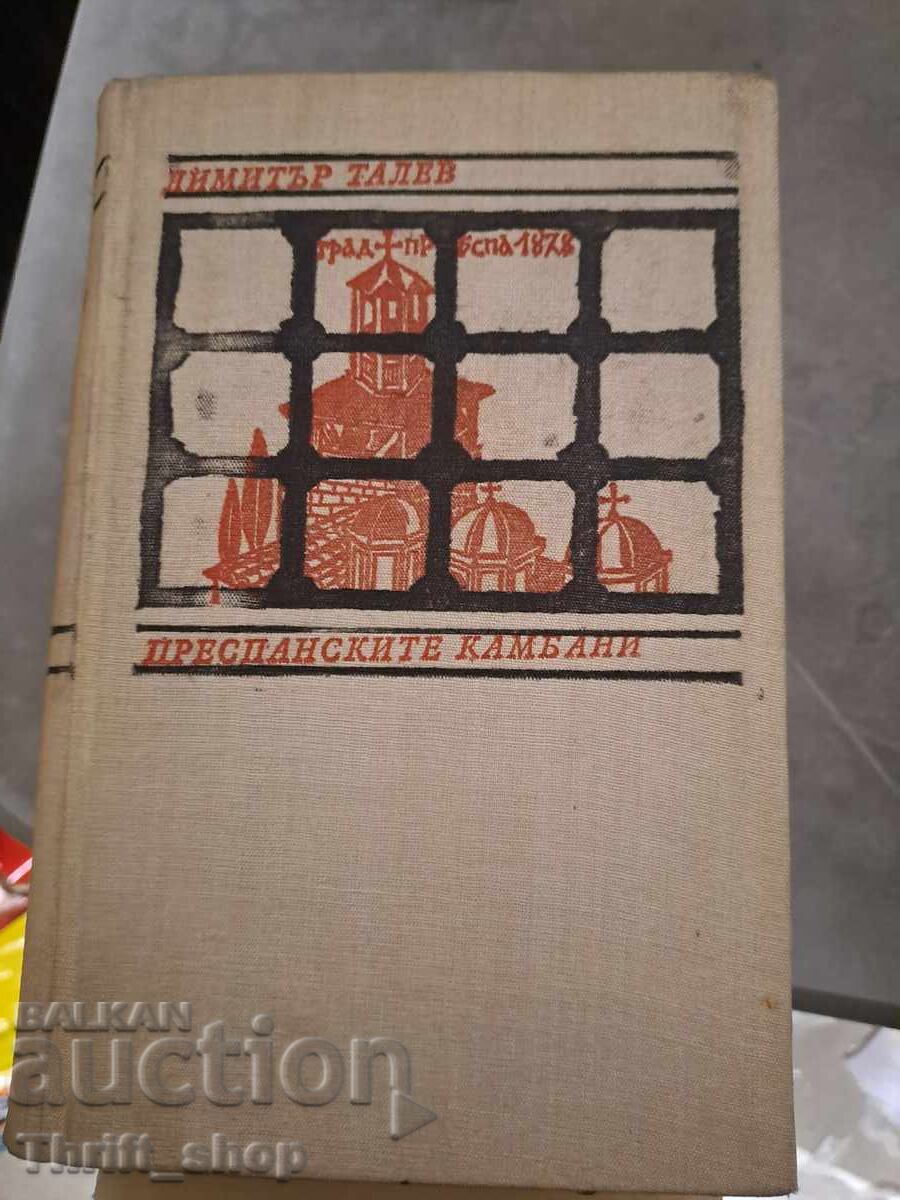 ДИМИТЪР ТАЛЕВ
град Преспа 1878
ПРЕСПАНСКИТЕ КАМБАНИ
BALKAN
auction
Thrift_shop